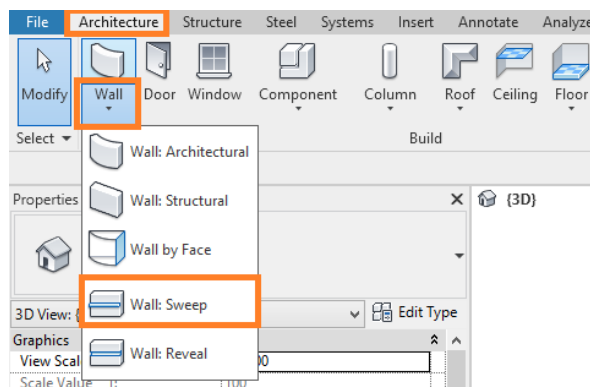 File Architecture Structure Steel Systems Insert Annotate Analyze
Modify Wall Door Window Component Column Roof Ceiling Floor
Select Build
Wall: Architectural
Properties Wall: Structural {3D}
Wall by Face
Wall: Sweep
3D View: { Edit Type
Graphics
Wall: Reveal
View Scal 00
Scale Value 1: 100